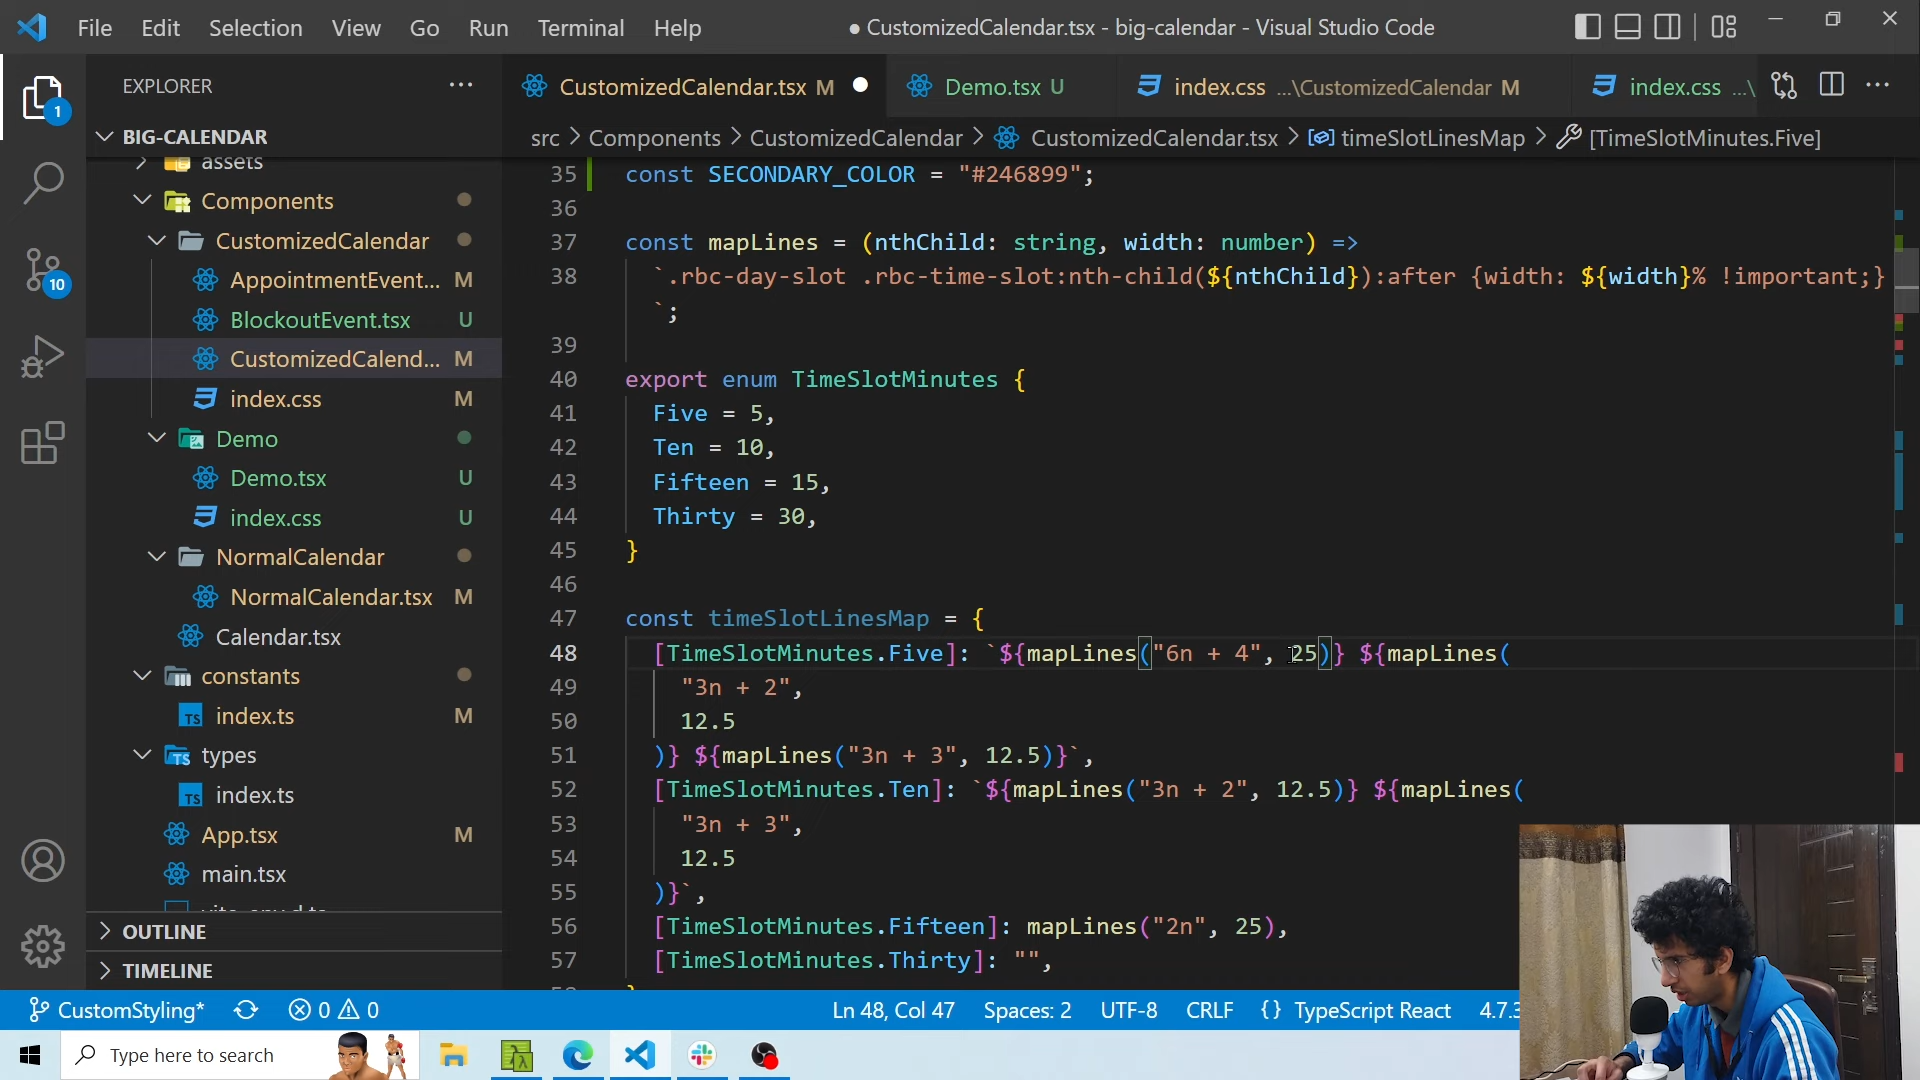 File Edit Selection View Go Run Terminal Help
● CustomizedCalendar.tsx - big-calendar - Visual Studio Code
EXPLORER
CustomizedCalendar.tsx M
Demo.tsx U
index.css ...\CustomizedCalendar M
index.css ...\
BIG-CALENDAR
src > Components > CustomizedCalendar > CustomizedCalendar.tsx > timeSlotLinesMap > [TimeSlotMinutes.Five]
assets
Components
CustomizedCalendar
AppointmentEvent... M
BlockoutEvent.tsx U
CustomizedCalend... M
index.css M
Demo
Demo.tsx U
index.css U
NormalCalendar
NormalCalendar.tsx M
Calendar.tsx
constants
index.ts M
types
index.ts
App.tsx M
main.tsx
OUTLINE
TIMELINE
1
10
35 const SECONDARY_COLOR = "#246899";
36
37 const mapLines = (nthChild: string, width: number) =>
38 `.rbc-day-slot .rbc-time-slot:nth-child(${nthChild}):after {width: ${width}% !important;}
`;
39
40 export enum TimeSlotMinutes {
41 Five = 5,
42 Ten = 10,
43 Fifteen = 15,
44 Thirty = 30,
45 }
46
47 const timeSlotLinesMap = {
48 [TimeSlotMinutes.Five]: `${mapLines("6n + 4", 25)} ${mapLines(
49 "3n + 2",
50 12.5
51 )} ${mapLines("3n + 3", 12.5)}`,
52 [TimeSlotMinutes.Ten]: `${mapLines("3n + 2", 12.5)} ${mapLines(
53 "3n + 3",
54 12.5
55 )}`,
56 [TimeSlotMinutes.Fifteen]: mapLines("2n", 25),
57 [TimeSlotMinutes.Thirty]: "",
CustomStyling* 0 0 Ln 48, Col 47 Spaces: 2 UTF-8 CRLF {} TypeScript React 4.7.3
Type here to search